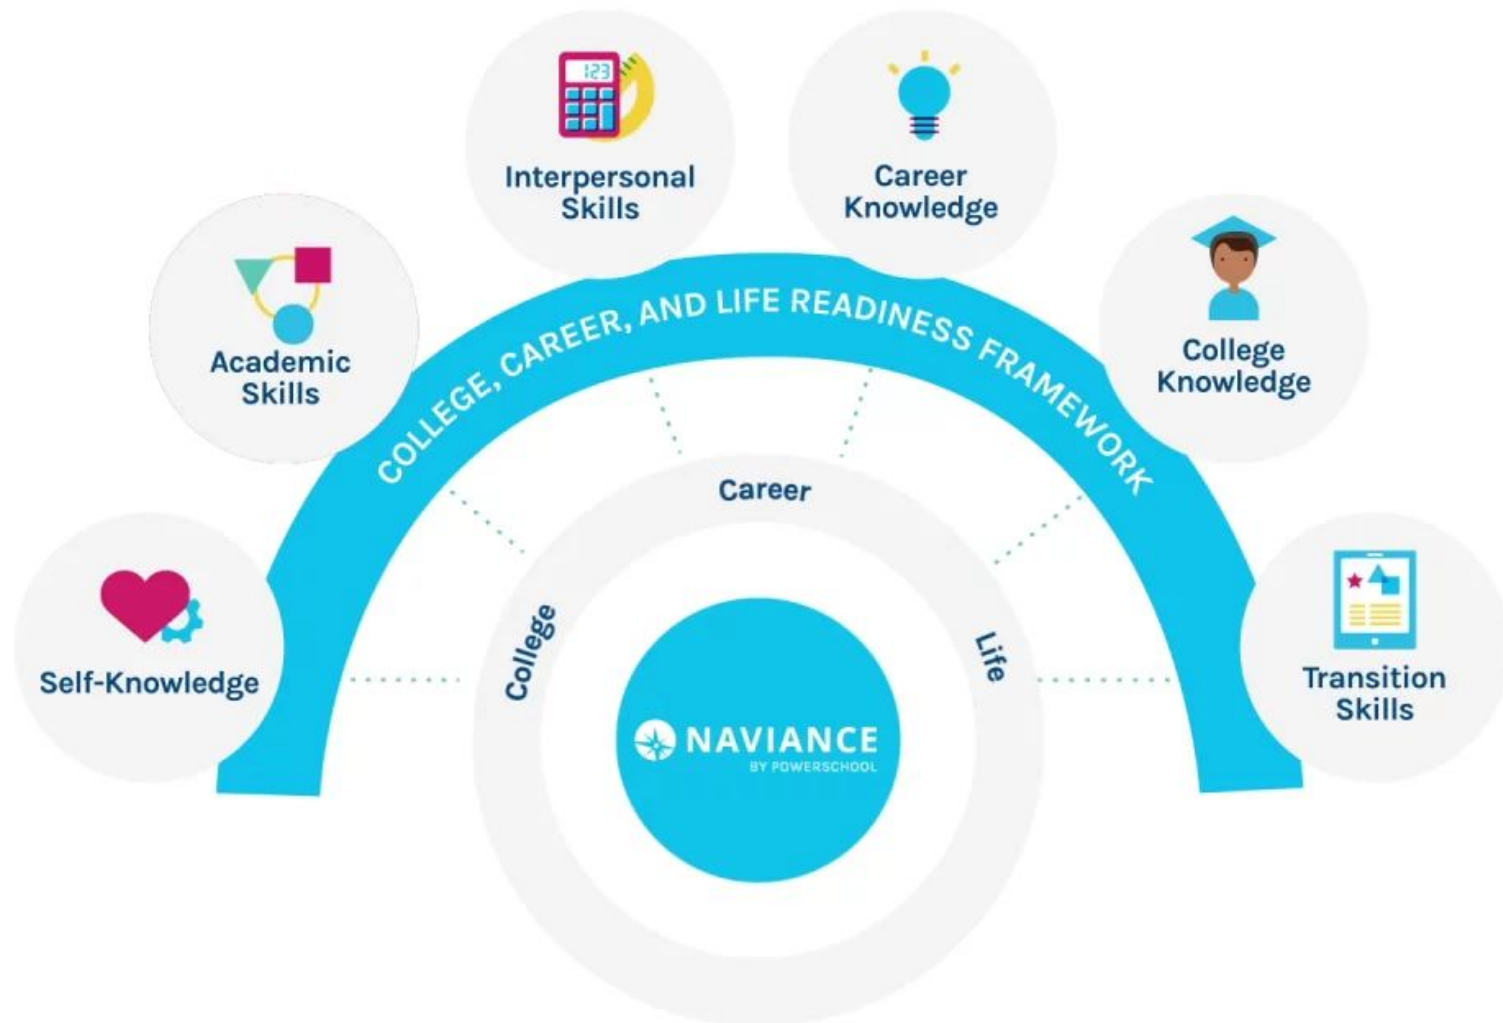 123
Interpersonal
Skills
Career
Knowledge
Academic
Skills
College
Knowledge
COLLEGE, CAREER, AND LIFE READINESS FRAMEWORK
Self-Knowledge
Transition
Skills
College
Career
Life
NAVIANCE
BY POWERSCHOOL